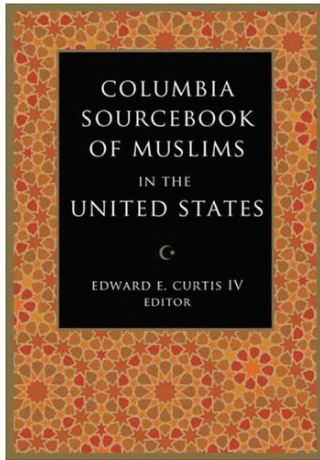 COLUMBIA
SOURCEBOOK
OF MUSLIMS
IN THE
UNITED STATES
EDWARD E. CURTIS IV
EDITOR